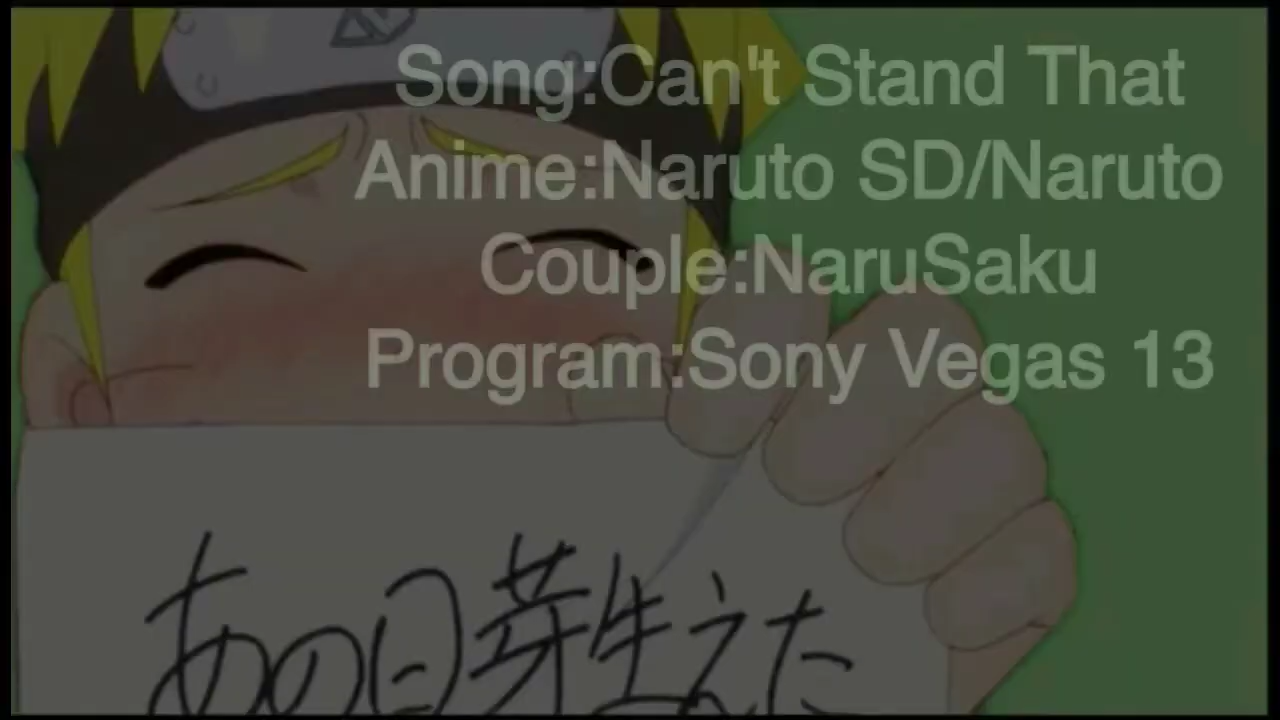 Song:Can't Stand That
Anime:Naruto SD/Naruto
Couple:NaruSaku
Program:Sony Vegas 13
あの日芽生えた